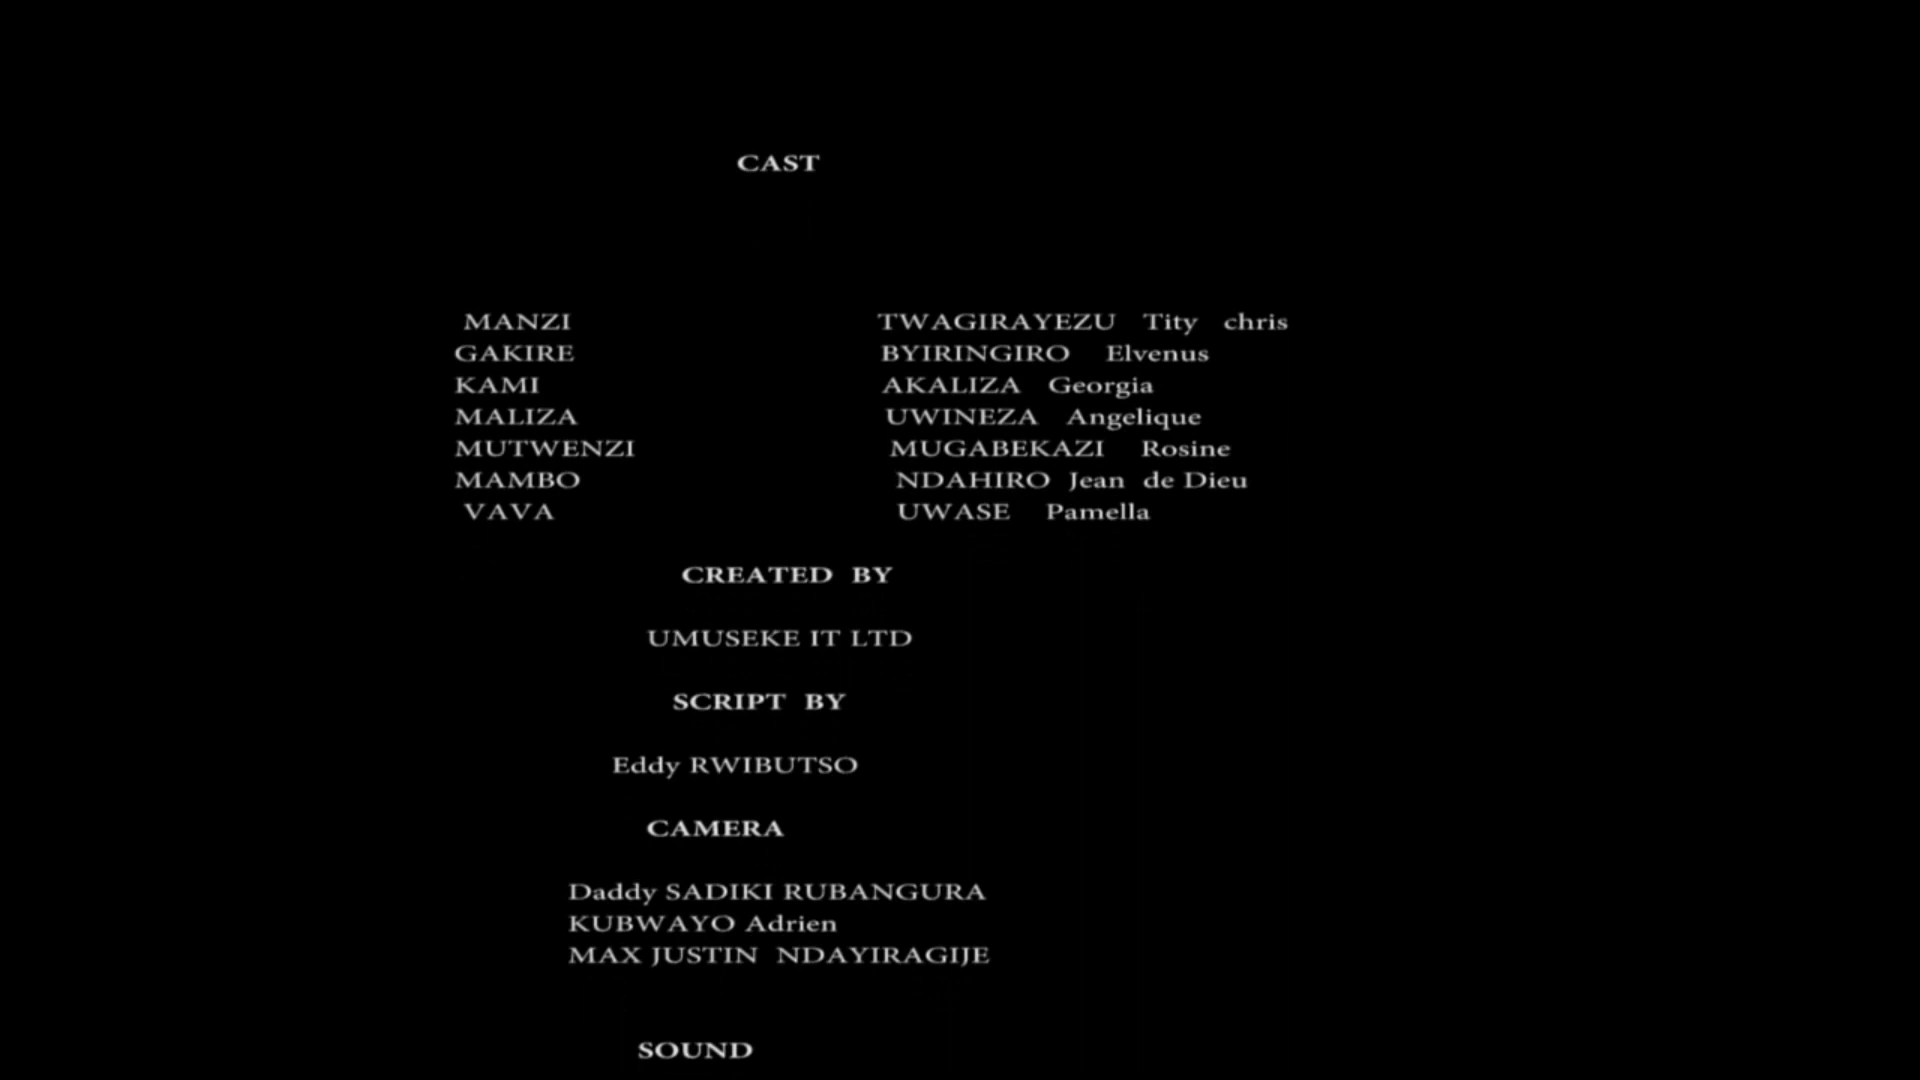 CAST
MANZI TWAGIRAYEZU Tity chris
GAKIRE BYIRINGIRO Elvenus
KAMI AKALIZA Georgia
MALIZA UWINEZA Angelique
MUTWENZI MUGABEKAZI Rosine
MAMBO NDAHIRO Jean de Dieu
VAVA UWASE Pamella
CREATED BY
UMUSEKE IT LTD
SCRIPT BY
Eddy RWIBUTSO
CAMERA
Daddy SADIKI RUBANGURA
KUBWAYO Adrien
MAX JUSTIN NDAYIRAGIJE
SOUND